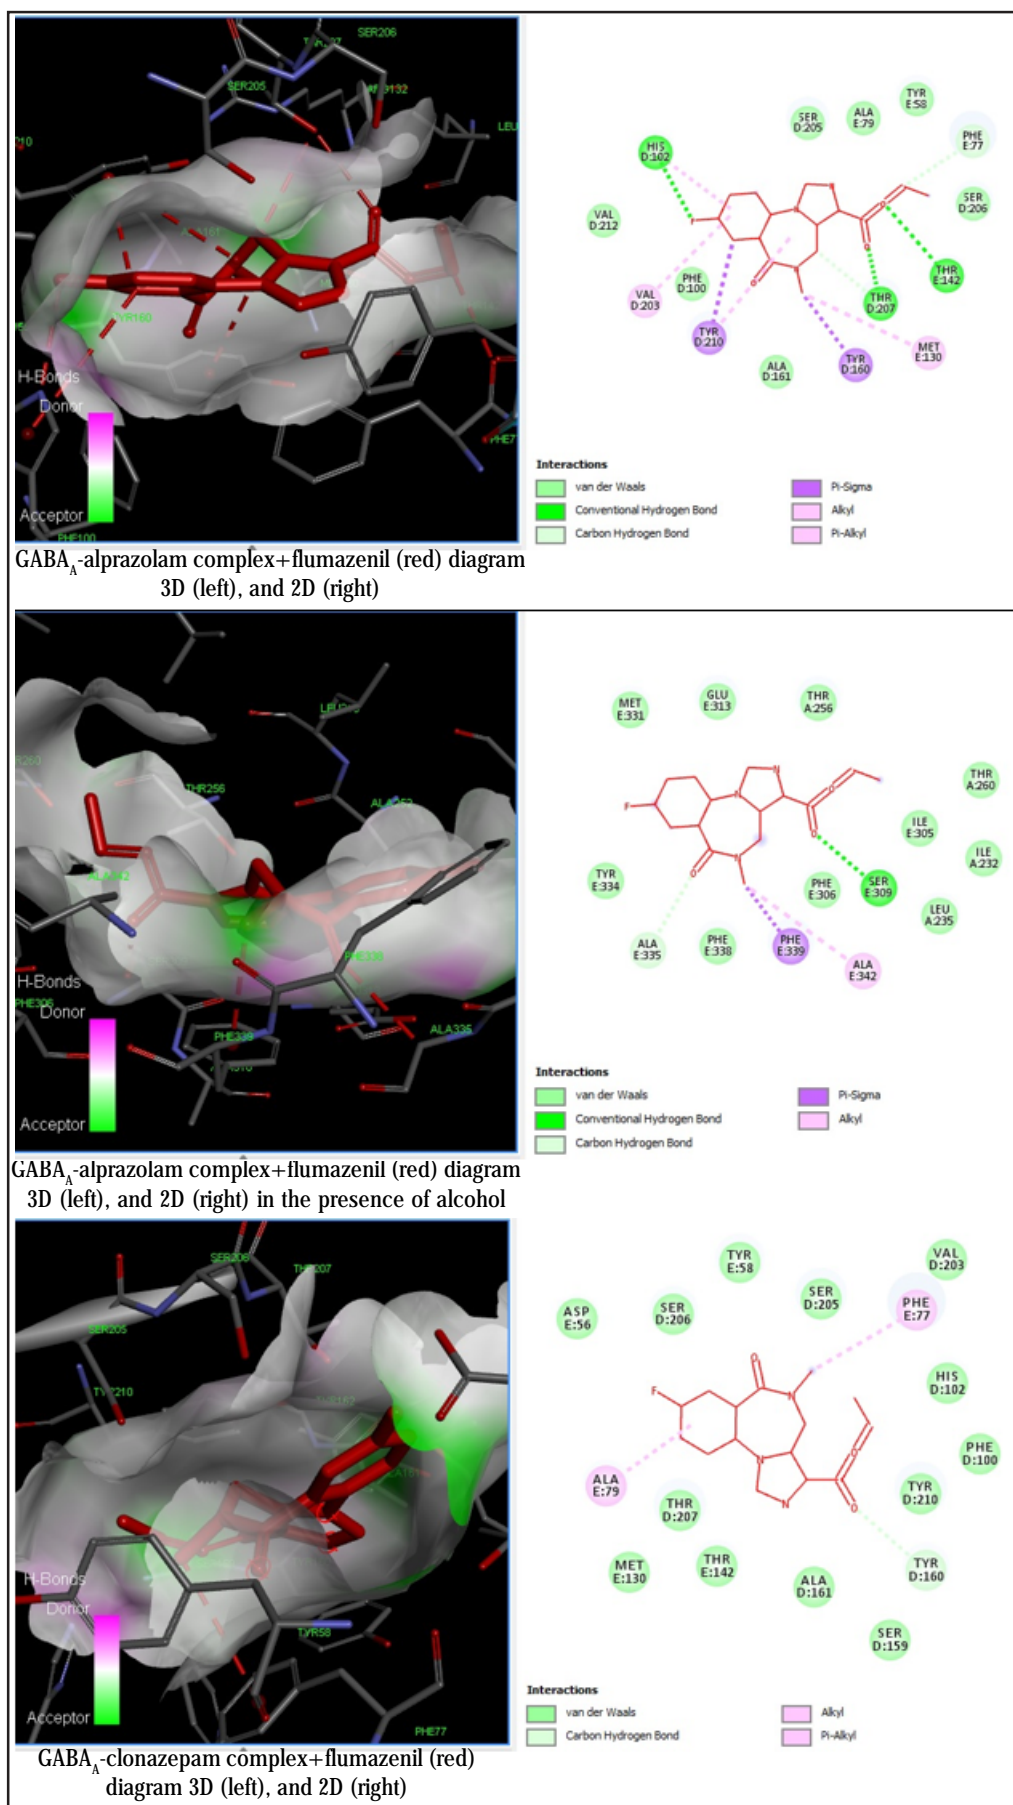 SER206
THR207
SER205
ARG132
LEU
210
ALA161
TYR160
H-Bonds
Donor
Acceptor
PHE77
PHE100
TYR
E:58
ALA
E:79
SER
D:205
PHE
E:77
HIS
D:102
SER
D:206
VAL
D:212
THR
E:142
PHE
D:100
VAL
D:203
THR
D:207
TYR
D:210
MET
E:130
TYR
D:160
ALA
D:161
F
N
N
N
O
O
O
Interactions
van der Waals
Conventional Hydrogen Bond
Carbon Hydrogen Bond
Pi-Sigma
Alkyl
Pi-Alkyl
GABAA-alprazolam complex+flumazenil (red) diagram
3D (left), and 2D (right)
THR256
ALA342
PHE338
PHE339
ALA335
PHE306
H-Bonds
Donor
Acceptor
MET
E:331
GLU
E:313
THR
A:256
THR
A:260
ILE
E:305
ILE
A:232
TYR
E:334
PHE
E:306
SER
E:309
LEU
A:235
ALA
E:335
PHE
E:338
PHE
E:339
ALA
E:342
F
N
N
N
O
O
O
Interactions
van der Waals
Conventional Hydrogen Bond
Carbon Hydrogen Bond
Pi-Sigma
Alkyl
GABAA-alprazolam complex+flumazenil (red) diagram
3D (left), and 2D (right) in the presence of alcohol
SER206
THR207
SER205
TYR210
ALA161
TYR58
PHE77
H-Bonds
Donor
Acceptor
TYR
E:58
VAL
D:203
SER
D:205
PHE
E:77
ASP
E:56
SER
D:206
HIS
D:102
PHE
D:100
ALA
E:79
TYR
D:210
THR
D:207
MET
E:130
THR
E:142
ALA
D:161
TYR
D:160
SER
D:159
O
F
N
N
N
O
O
Interactions
van der Waals
Carbon Hydrogen Bond
Alkyl
Pi-Alkyl
GABAA-clonazepam complex+flumazenil (red)
diagram 3D (left), and 2D (right)